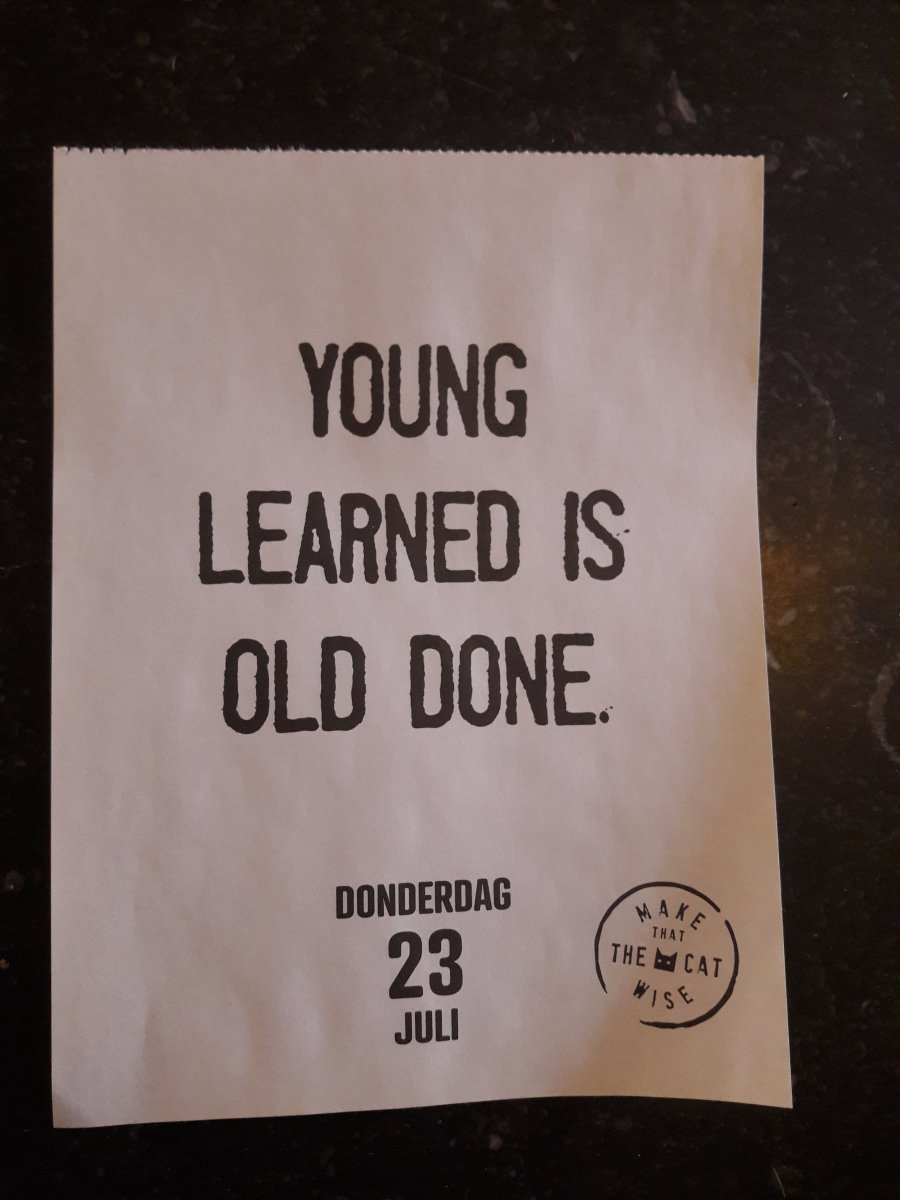 YOUNG
LEARNED IS
OLD DONE.
DONDERDAG
23
JULI
MAKE
THAT
THE CAT
WISE